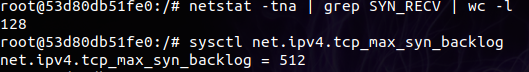 root@53d80db51fe0:/# netstat -tna | grep SYN_RECV | wc -l
128
root@53d80db51fe0:/# sysctl net.ipv4.tcp_max_syn_backlog
net.ipv4.tcp_max_syn_backlog = 512